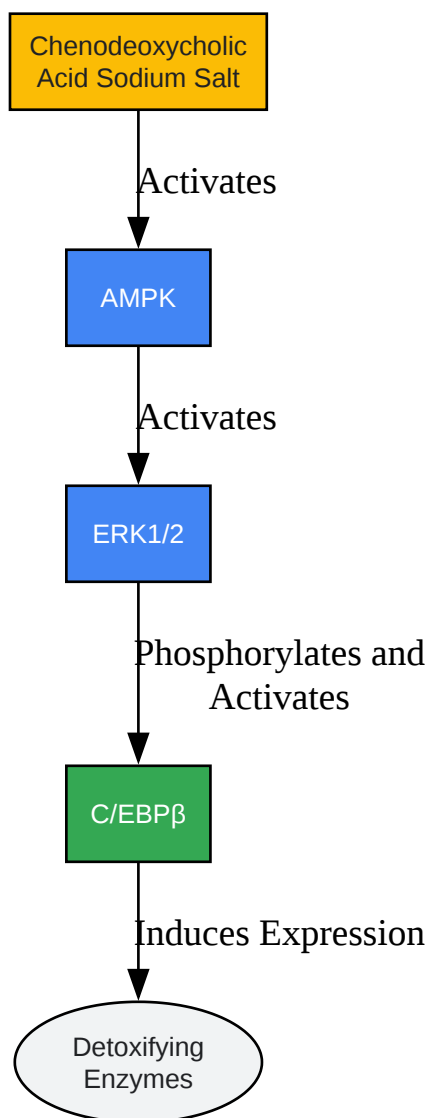 Chenodeoxycholic
Acid Sodium Salt
Activates
AMPK
Activates
ERK1/2
Phosphorylates and
Activates
C/EBPβ
Induces Expression
Detoxifying
Enzymes